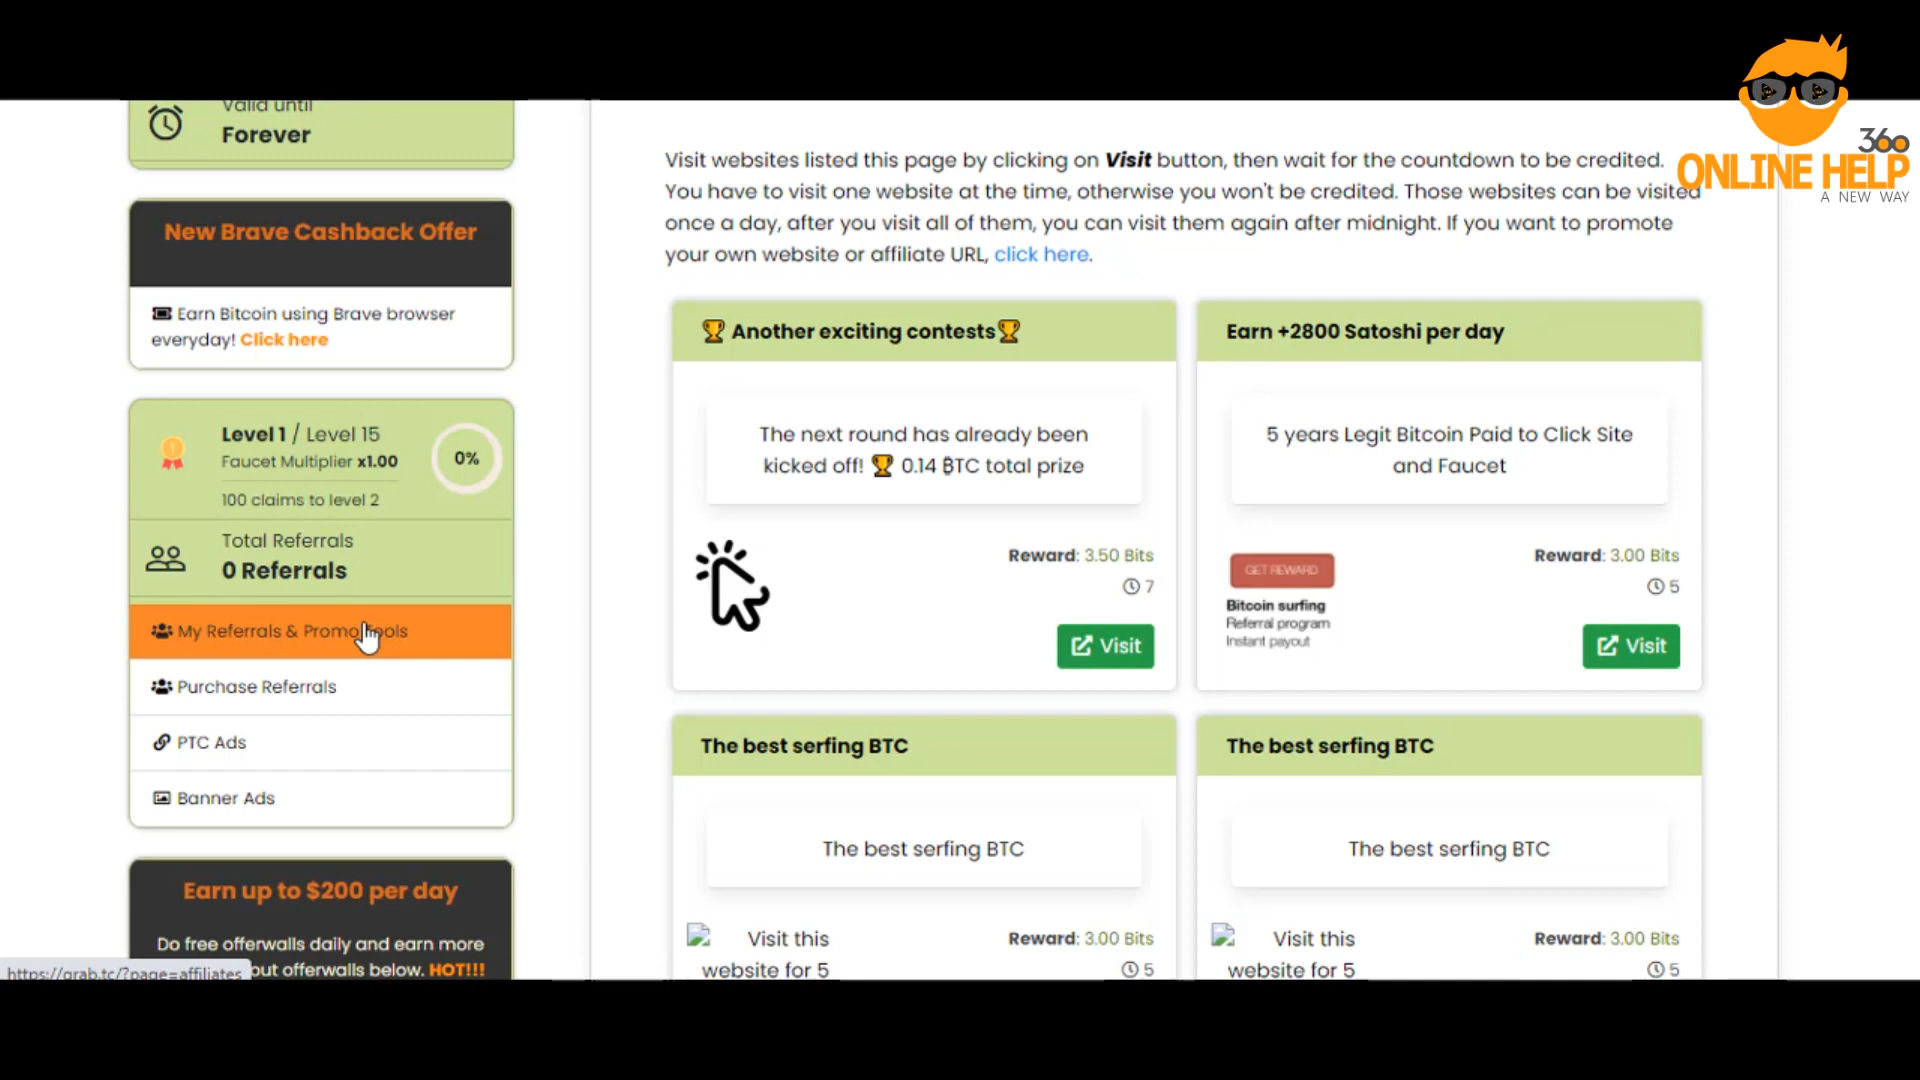 Valid until
Forever
New Brave Cashback Offer
Earn Bitcoin using Brave browser
everyday! Click here
Level 1 / Level 15
Faucet Multiplier x1.00
0%
100 claims to level 2
Total Referrals
0 Referrals
My Referrals & Promo Tools
Purchase Referrals
PTC Ads
Banner Ads
Earn up to $200 per day
Do free offerwalls daily and earn more
out offerwalls below. HOT!!!
https://grab.tc/?page=affiliates
360
ONLINE HELP
A NEW WAY
Visit websites listed this page by clicking on Visit button, then wait for the countdown to be credited.
You have to visit one website at the time, otherwise you won't be credited. Those websites can be visited
once a day, after you visit all of them, you can visit them again after midnight. If you want to promote
your own website or affiliate URL, click here.
Another exciting contests
The next round has already been
kicked off! 0.14 ₿TC total prize
Reward: 3.50 Bits
7
Visit
Earn +2800 Satoshi per day
5 years Legit Bitcoin Paid to Click Site
and Faucet
GET REWARD
Bitcoin surfing
Referral program
Instant payout
Reward: 3.00 Bits
5
Visit
The best serfing BTC
The best serfing BTC
Visit this
website for 5
Reward: 3.00 Bits
5
The best serfing BTC
The best serfing BTC
Visit this
website for 5
Reward: 3.00 Bits
5